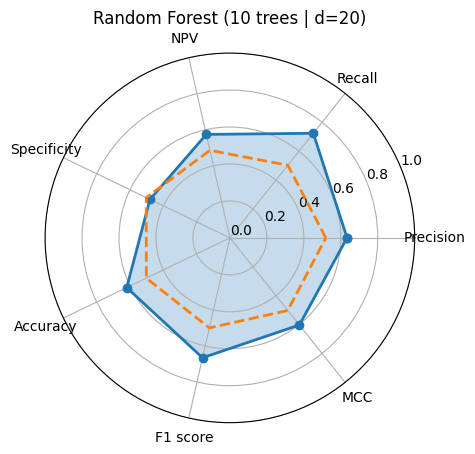 Random Forest (10 trees | d=20)
NPV
Recall
Specificity
1.0
0.8
0.6
0.4
0.2
0.0
Precision
Accuracy
MCC
F1 score